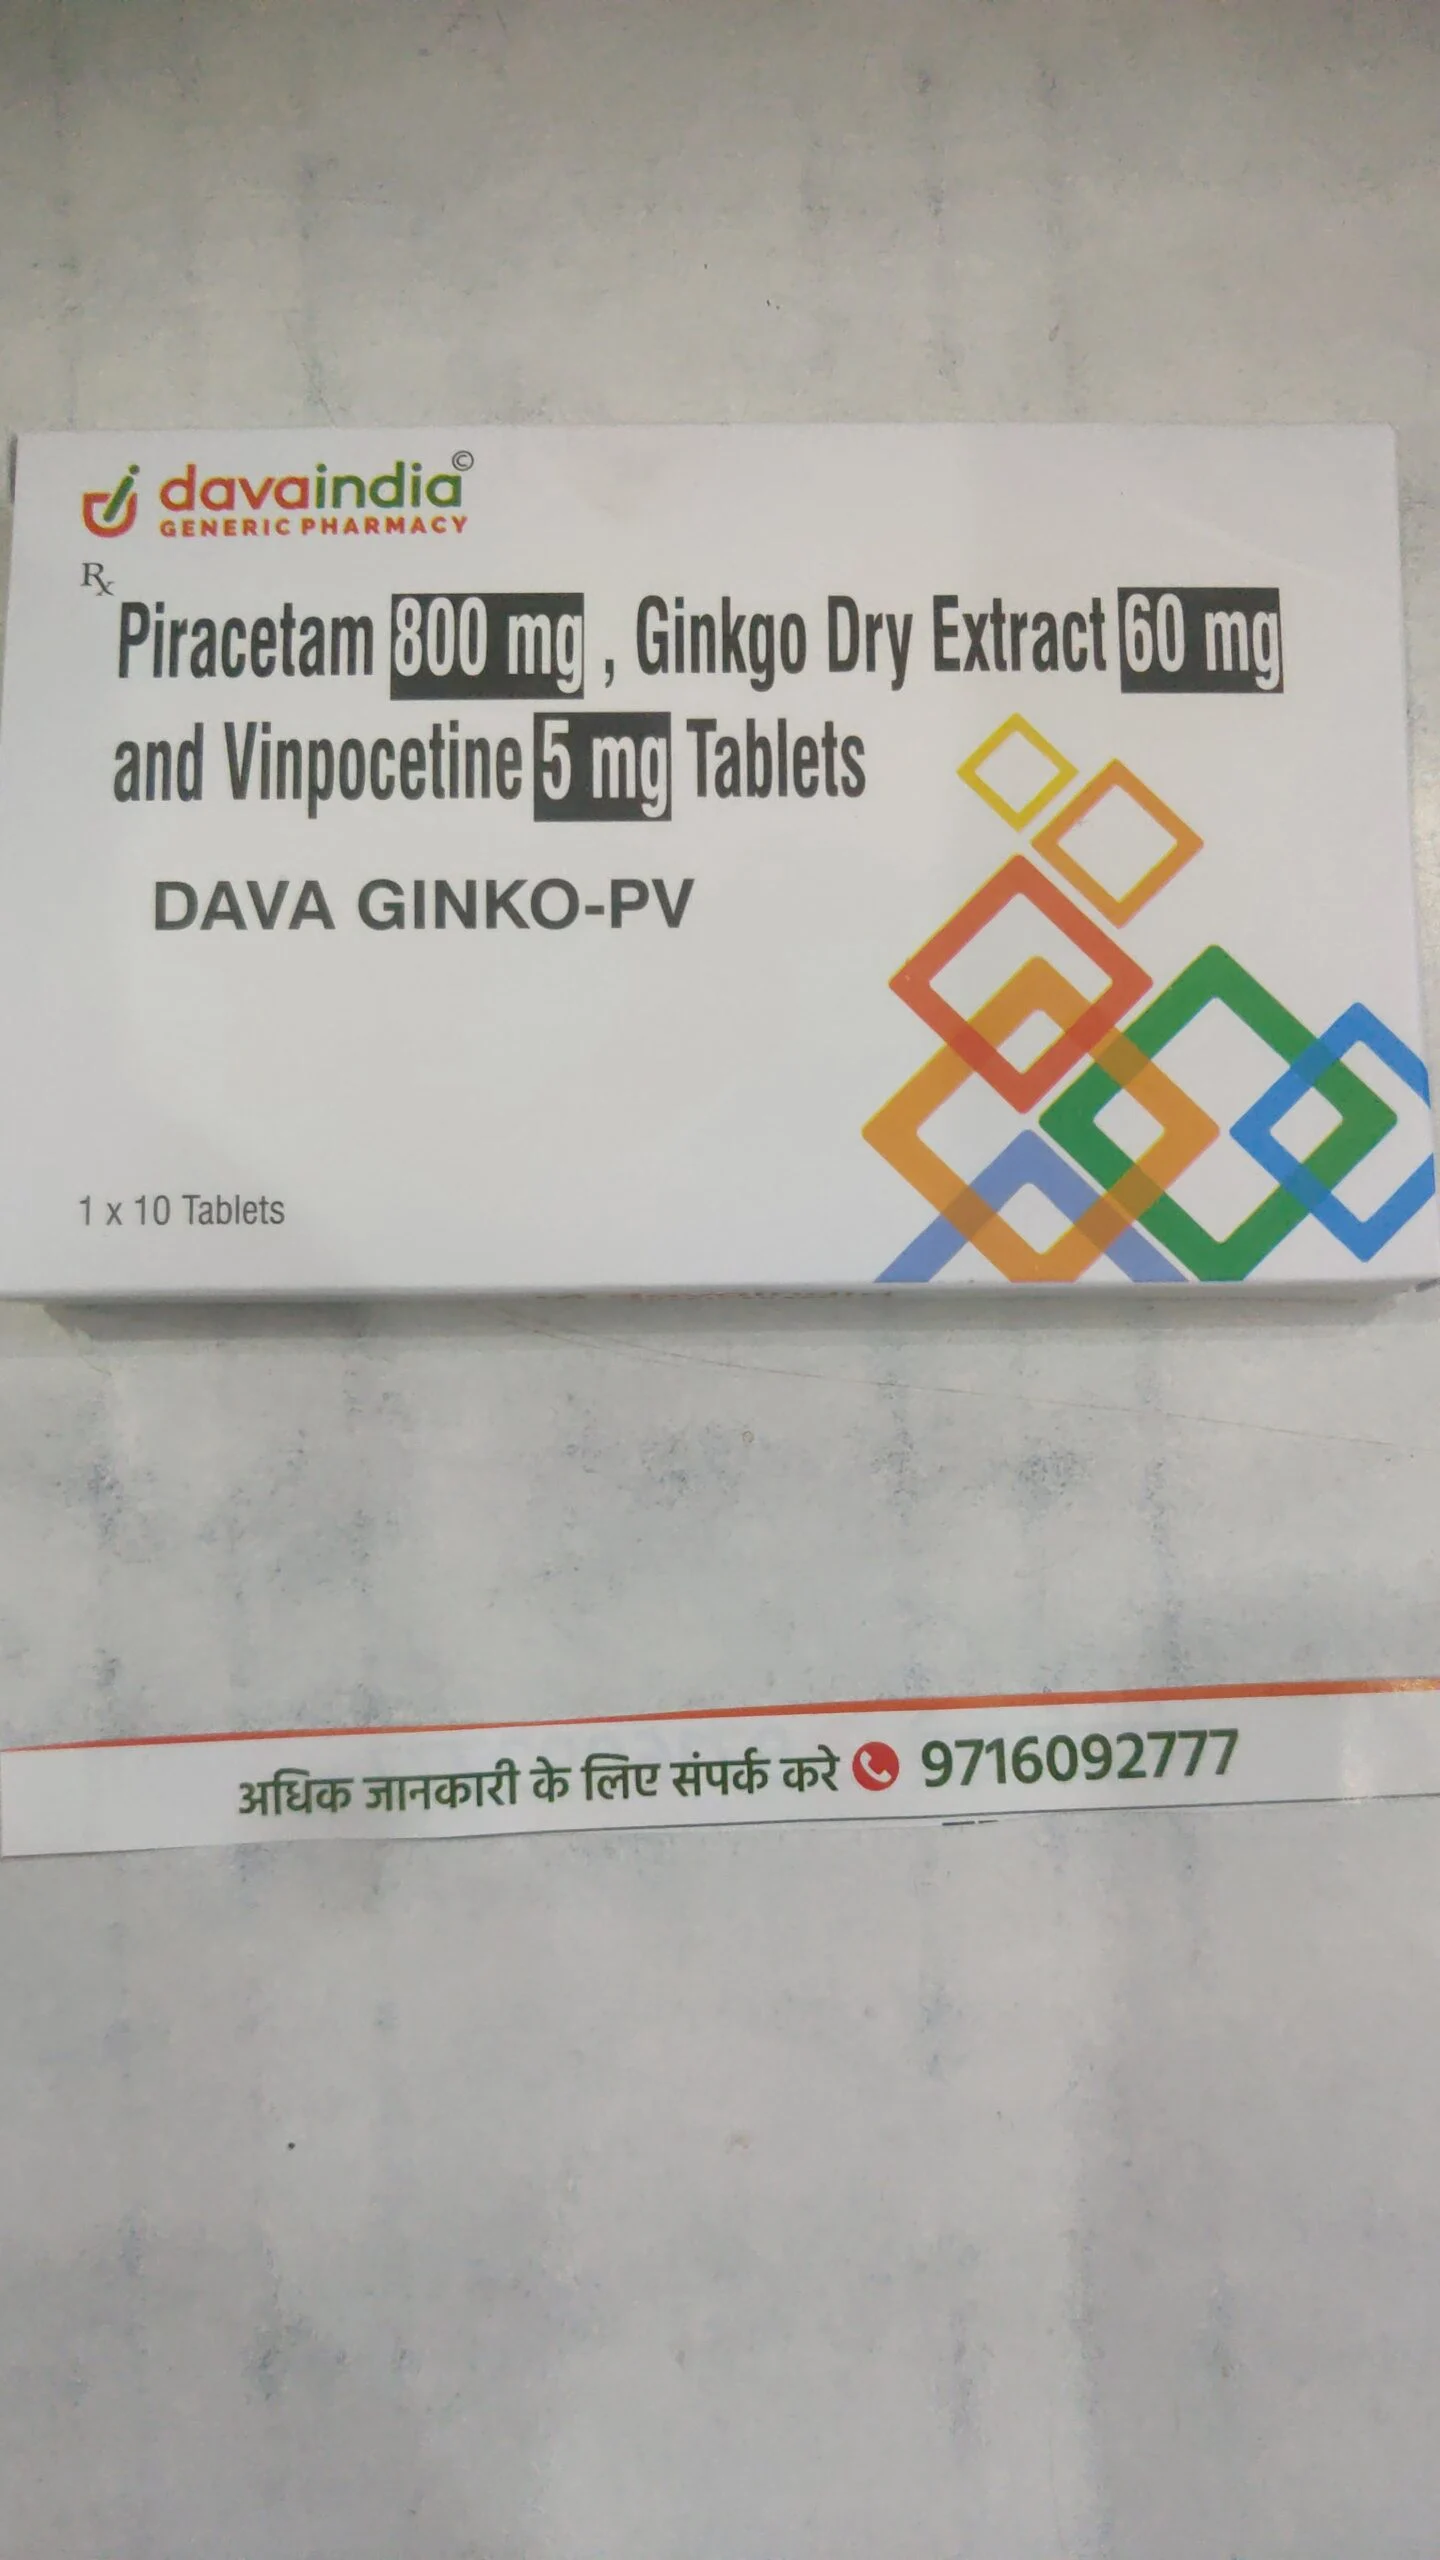 davaindia©
GENERIC PHARMACY
Rx
Piracetam 800 mg , Ginkgo Dry Extract 60 mg
and Vinpocetine 5 mg Tablets
DAVA GINKO-PV
1 x 10 Tablets
अधिक जानकारी के लिए संपर्क करे 9716092777